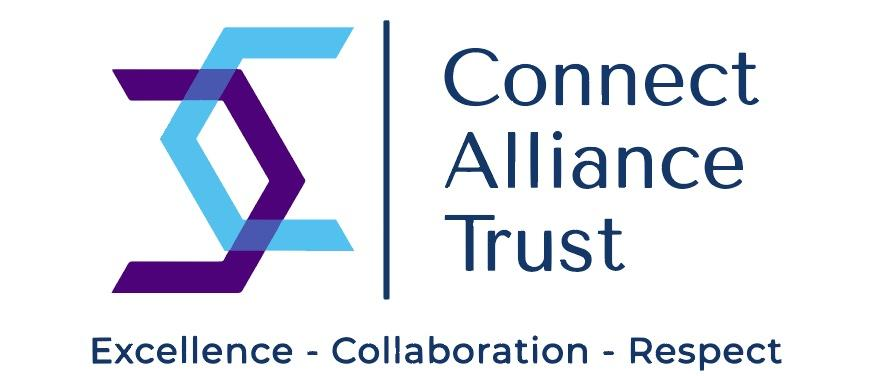 Connect
Alliance
Trust
Excellence - Collaboration - Respect